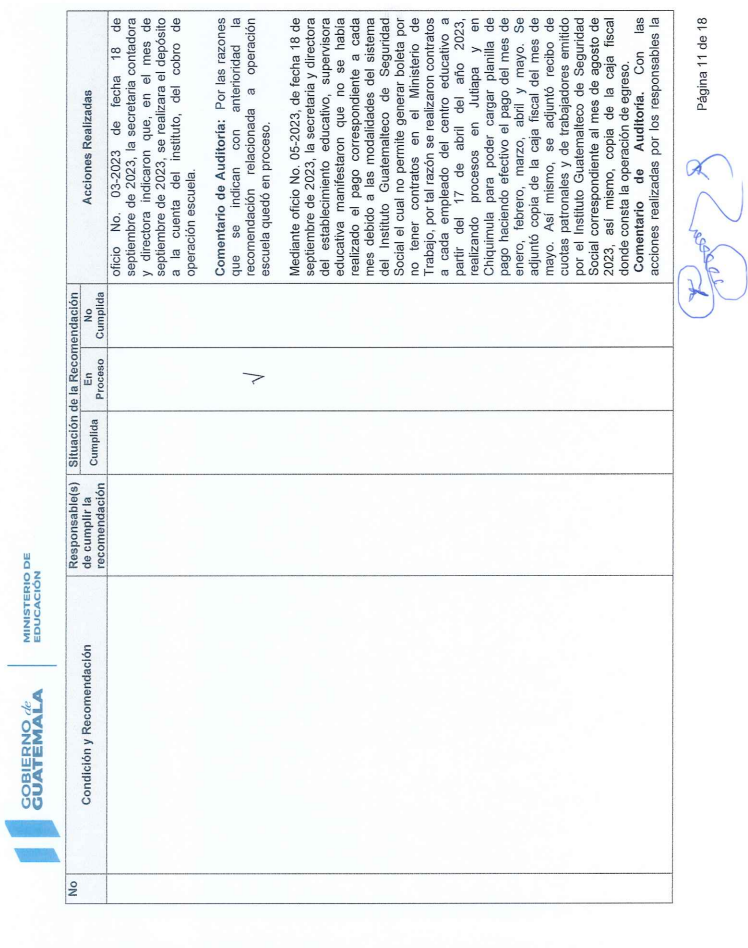 GOBIERNO de
GUATEMALA
MINISTERIO DE
EDUCACIÓN
No
Condición y Recomendación
Responsable(s)
de cumplir la
recomendación
Situación de la Recomendación
Cumplida
En
Proceso
No
Cumplida
Acciones Realizadas
√
oficio No. 03-2023 de fecha 18 de
septiembre de 2023, la secretaria contadora
y directora indicaron que, en el mes de
septiembre de 2023, se realizara el depósito
a la cuenta del instituto, del cobro de
operación escuela.
Comentario de Auditoría: Por las razones
que se indican con anterioridad la
recomendación relacionada a operación
escuela quedó en proceso.
Mediante oficio No. 05-2023, de fecha 18 de
septiembre de 2023, la secretaria y directora
del establecimiento educativo, supervisora
educativa manifestaron que no se había
realizado el pago correspondiente a cada
mes debido a las modalidades del sistema
del Instituto Guatemalteco de Seguridad
Social el cual no permite generar boleta por
no tener contratos en el Ministerio de
Trabajo, por tal razón se realizaron contratos
a cada empleado del centro educativo a
partir del 17 de abril del año 2023,
realizando procesos en Jutiapa y en
Chiquimula para poder cargar planilla de
pago haciendo efectivo el pago del mes de
enero, febrero, marzo, abril y mayo. Se
adjuntó copia de la caja fiscal del mes de
mayo. Así mismo, se adjuntó recibo de
cuotas patronales y de trabajadores emitido
por el Instituto Guatemalteco de Seguridad
Social correspondiente al mes de agosto de
2023, así mismo, copia de la caja fiscal
donde consta la operación de egreso.
Comentario de Auditoría. Con las
acciones realizadas por los responsables la
Página 11 de 18